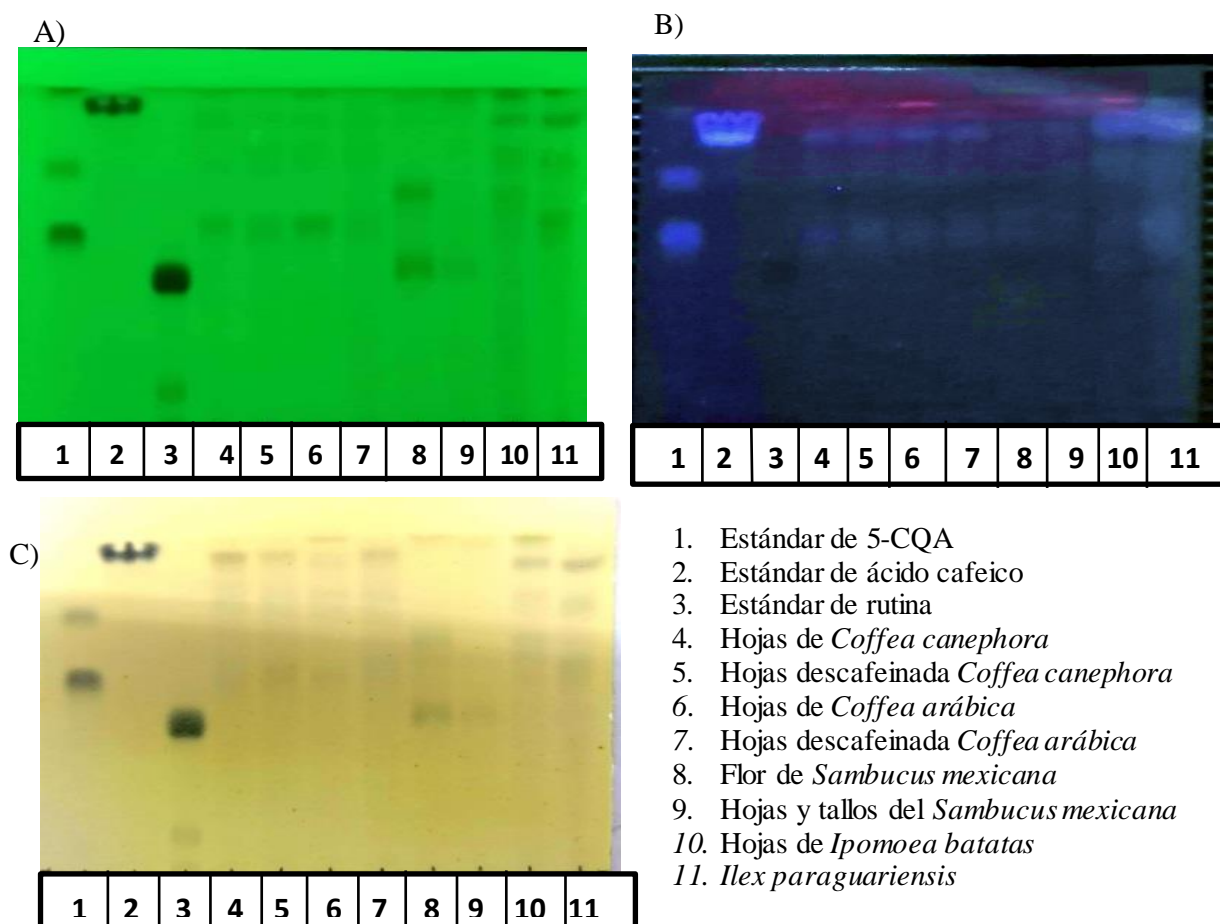 A)
1 2 3 4 5 6 7 8 9 10 11
B)
1 2 3 4 5 6 7 8 9 10 11
C)
1 2 3 4 5 6 7 8 9 10 11
1. Estándar de 5-CQA
2. Estándar de ácido cafeico
3. Estándar de rutina
4. Hojas de Coffea canephora
5. Hojas descafeinada Coffea canephora
6. Hojas de Coffea arábica
7. Hojas descafeinada Coffea arábica
8. Flor de Sambucus mexicana
9. Hojas y tallos del Sambucus mexicana
10. Hojas de Ipomoea batatas
11. Ilex paraguariensis